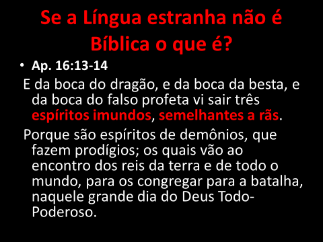 Se a Língua estranha não é
Bíblica o que é?
• Ap. 16:13-14
E da boca do dragão, e da boca da besta, e
da boca do falso profeta vi sair três
espíritos imundos, semelhantes a rãs.
Porque são espíritos de demônios, que
fazem prodígios; os quais vão ao
encontro dos reis da terra e de todo o
mundo, para os congregar para a batalha,
naquele grande dia do Deus Todo-
Poderoso.